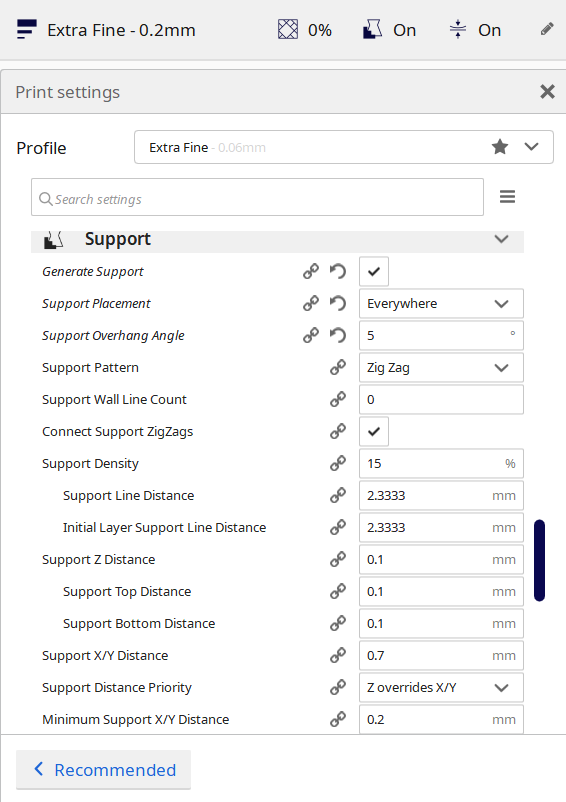 Extra Fine - 0.2mm 0% On On
Print settings
Profile Extra Fine - 0.06mm
Search settings
Support
Generate Support
Support Placement Everywhere
Support Overhang Angle 5 °
Support Pattern Zig Zag
Support Wall Line Count 0
Connect Support ZigZags
Support Density 15 %
Support Line Distance 2.3333 mm
Initial Layer Support Line Distance 2.3333 mm
Support Z Distance 0.1 mm
Support Top Distance 0.1 mm
Support Bottom Distance 0.1 mm
Support X/Y Distance 0.7 mm
Support Distance Priority Z overrides X/Y
Minimum Support X/Y Distance 0.2 mm
Recommended